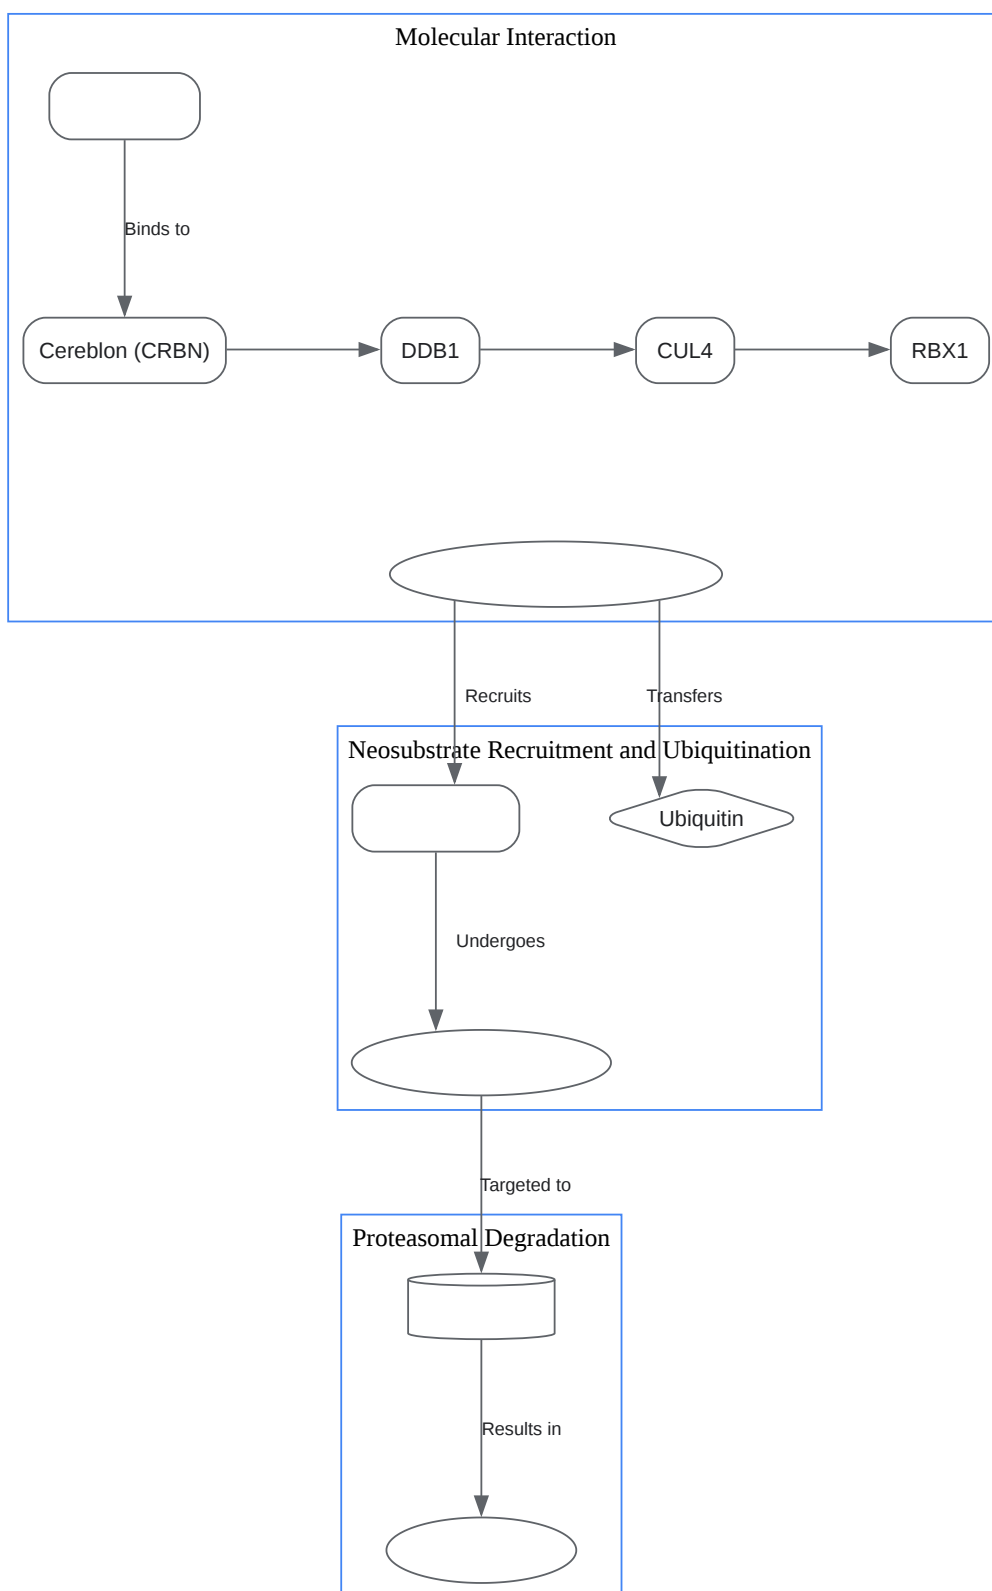 Molecular Interaction
Binds to
Cereblon (CRBN)
DDB1
CUL4
RBX1
Recruits
Transfers
Neosubstrate Recruitment and Ubiquitination
Ubiquitin
Undergoes
Targeted to
Proteasomal Degradation
Results in